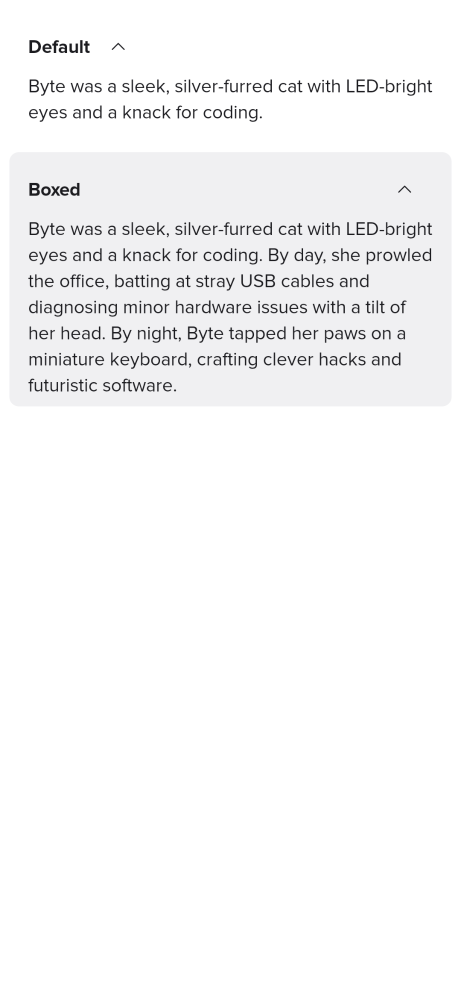 Default
Byte was a sleek, silver-furred cat with LED-bright
eyes and a knack for coding.
Boxed
Byte was a sleek, silver-furred cat with LED-bright
eyes and a knack for coding. By day, she prowled
the office, batting at stray USB cables and
diagnosing minor hardware issues with a tilt of
her head. By night, Byte tapped her paws on a
miniature keyboard, crafting clever hacks and
futuristic software.